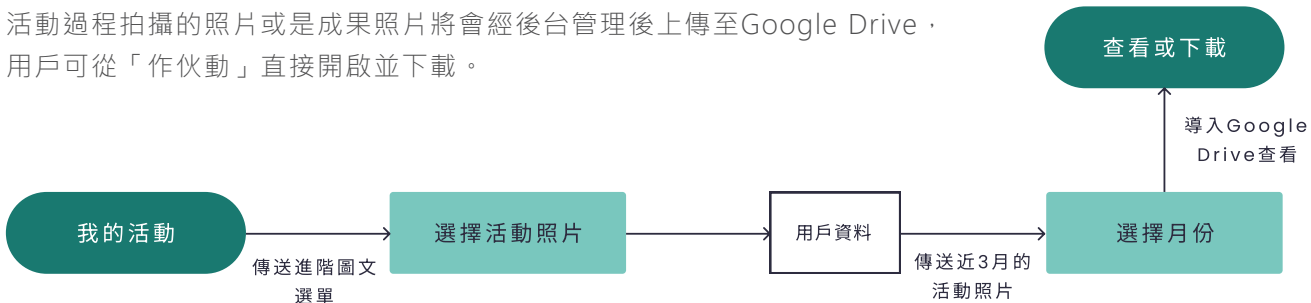 活動過程拍攝的照片或是成果照片將會經後台管理後上傳至Google Drive，
用戶可從「作伙動」直接開啟並下載。
查看或下載
導入Google
Drive查看
我的活動
傳送進階圖文
選單
選擇活動照片
用戶資料
傳送近3月的
活動照片
選擇月份